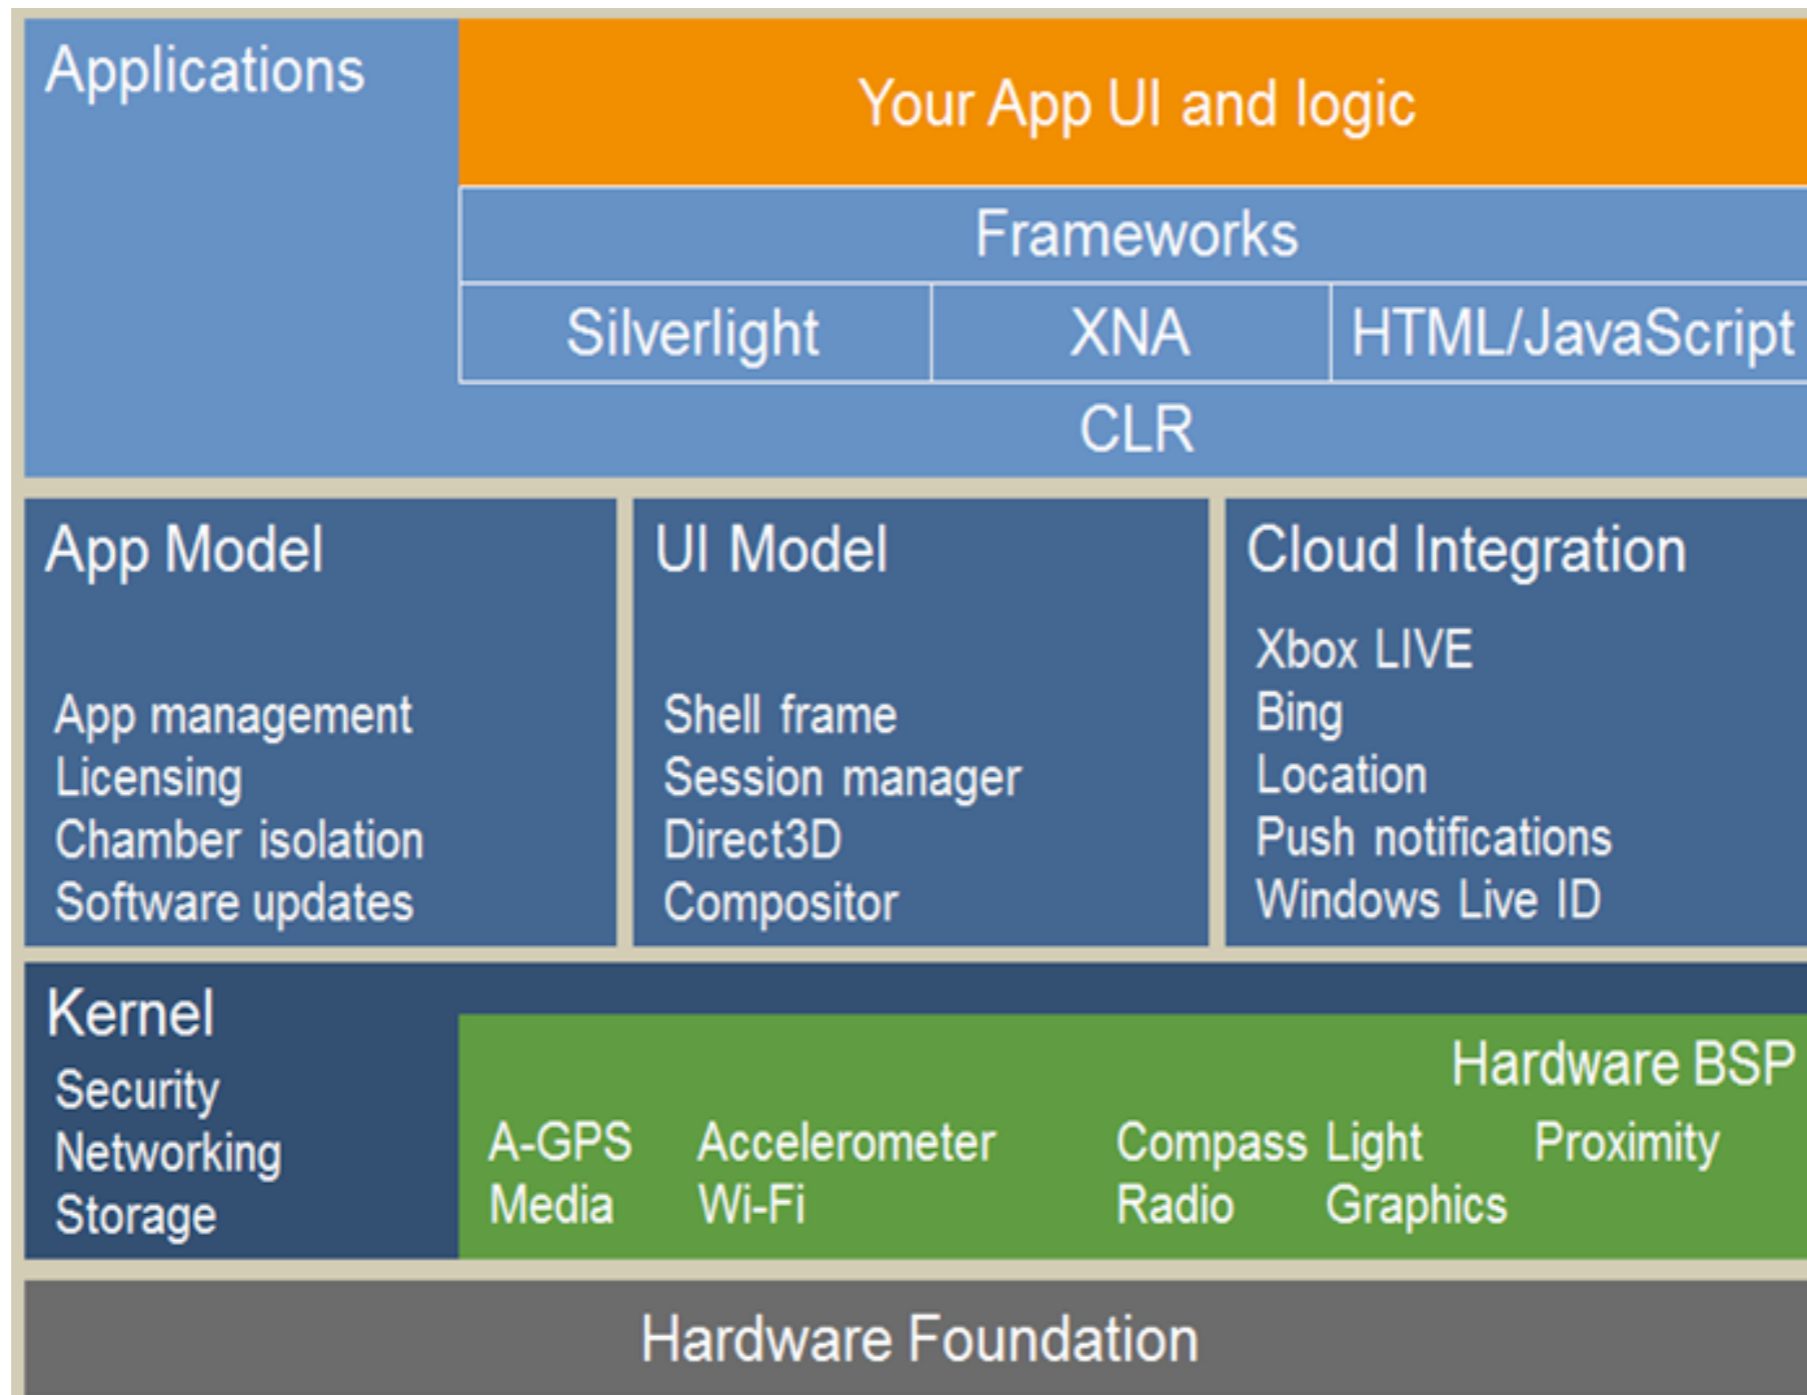 Applications
Your App UI and logic
Frameworks
Silverlight
XNA
HTML/JavaScript
CLR
App Model
App management
Licensing
Chamber isolation
Software updates
UI Model
Shell frame
Session manager
Direct3D
Compositor
Cloud Integration
Xbox LIVE
Bing
Location
Push notifications
Windows Live ID
Kernel
Security
Networking
Storage
Hardware BSP
A-GPS Accelerometer Compass Light Proximity
Media Wi-Fi Radio Graphics
Hardware Foundation